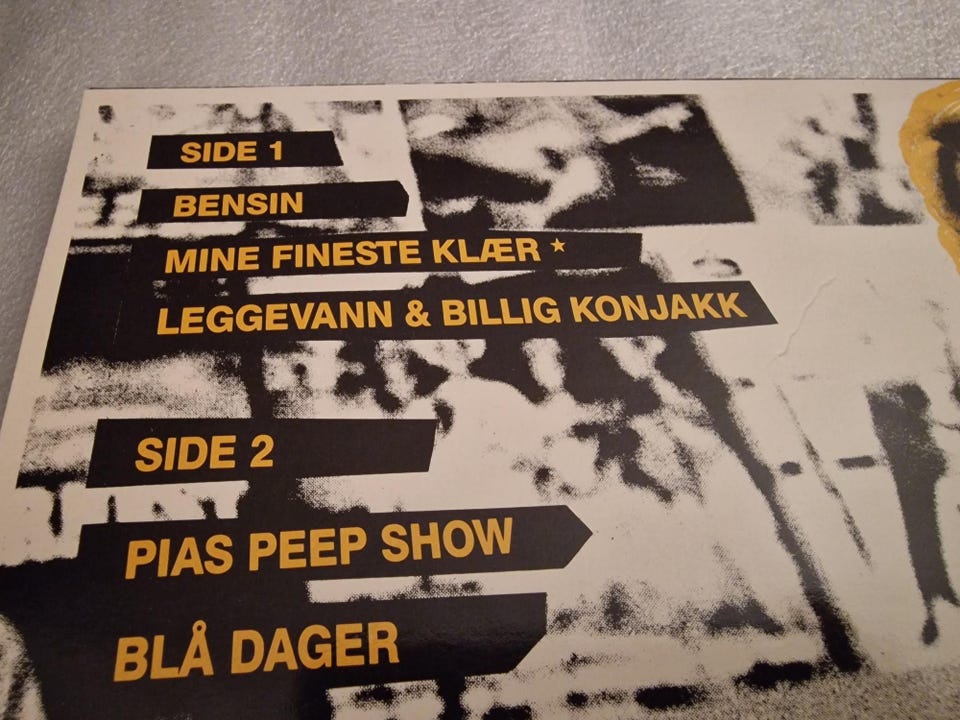 SIDE 1
BENSIN
MINE FINESTE KLÆR *
LEGGEVANN & BILLIG KONJAKK
SIDE 2
PIAS PEEP SHOW
BLÅ DAGER